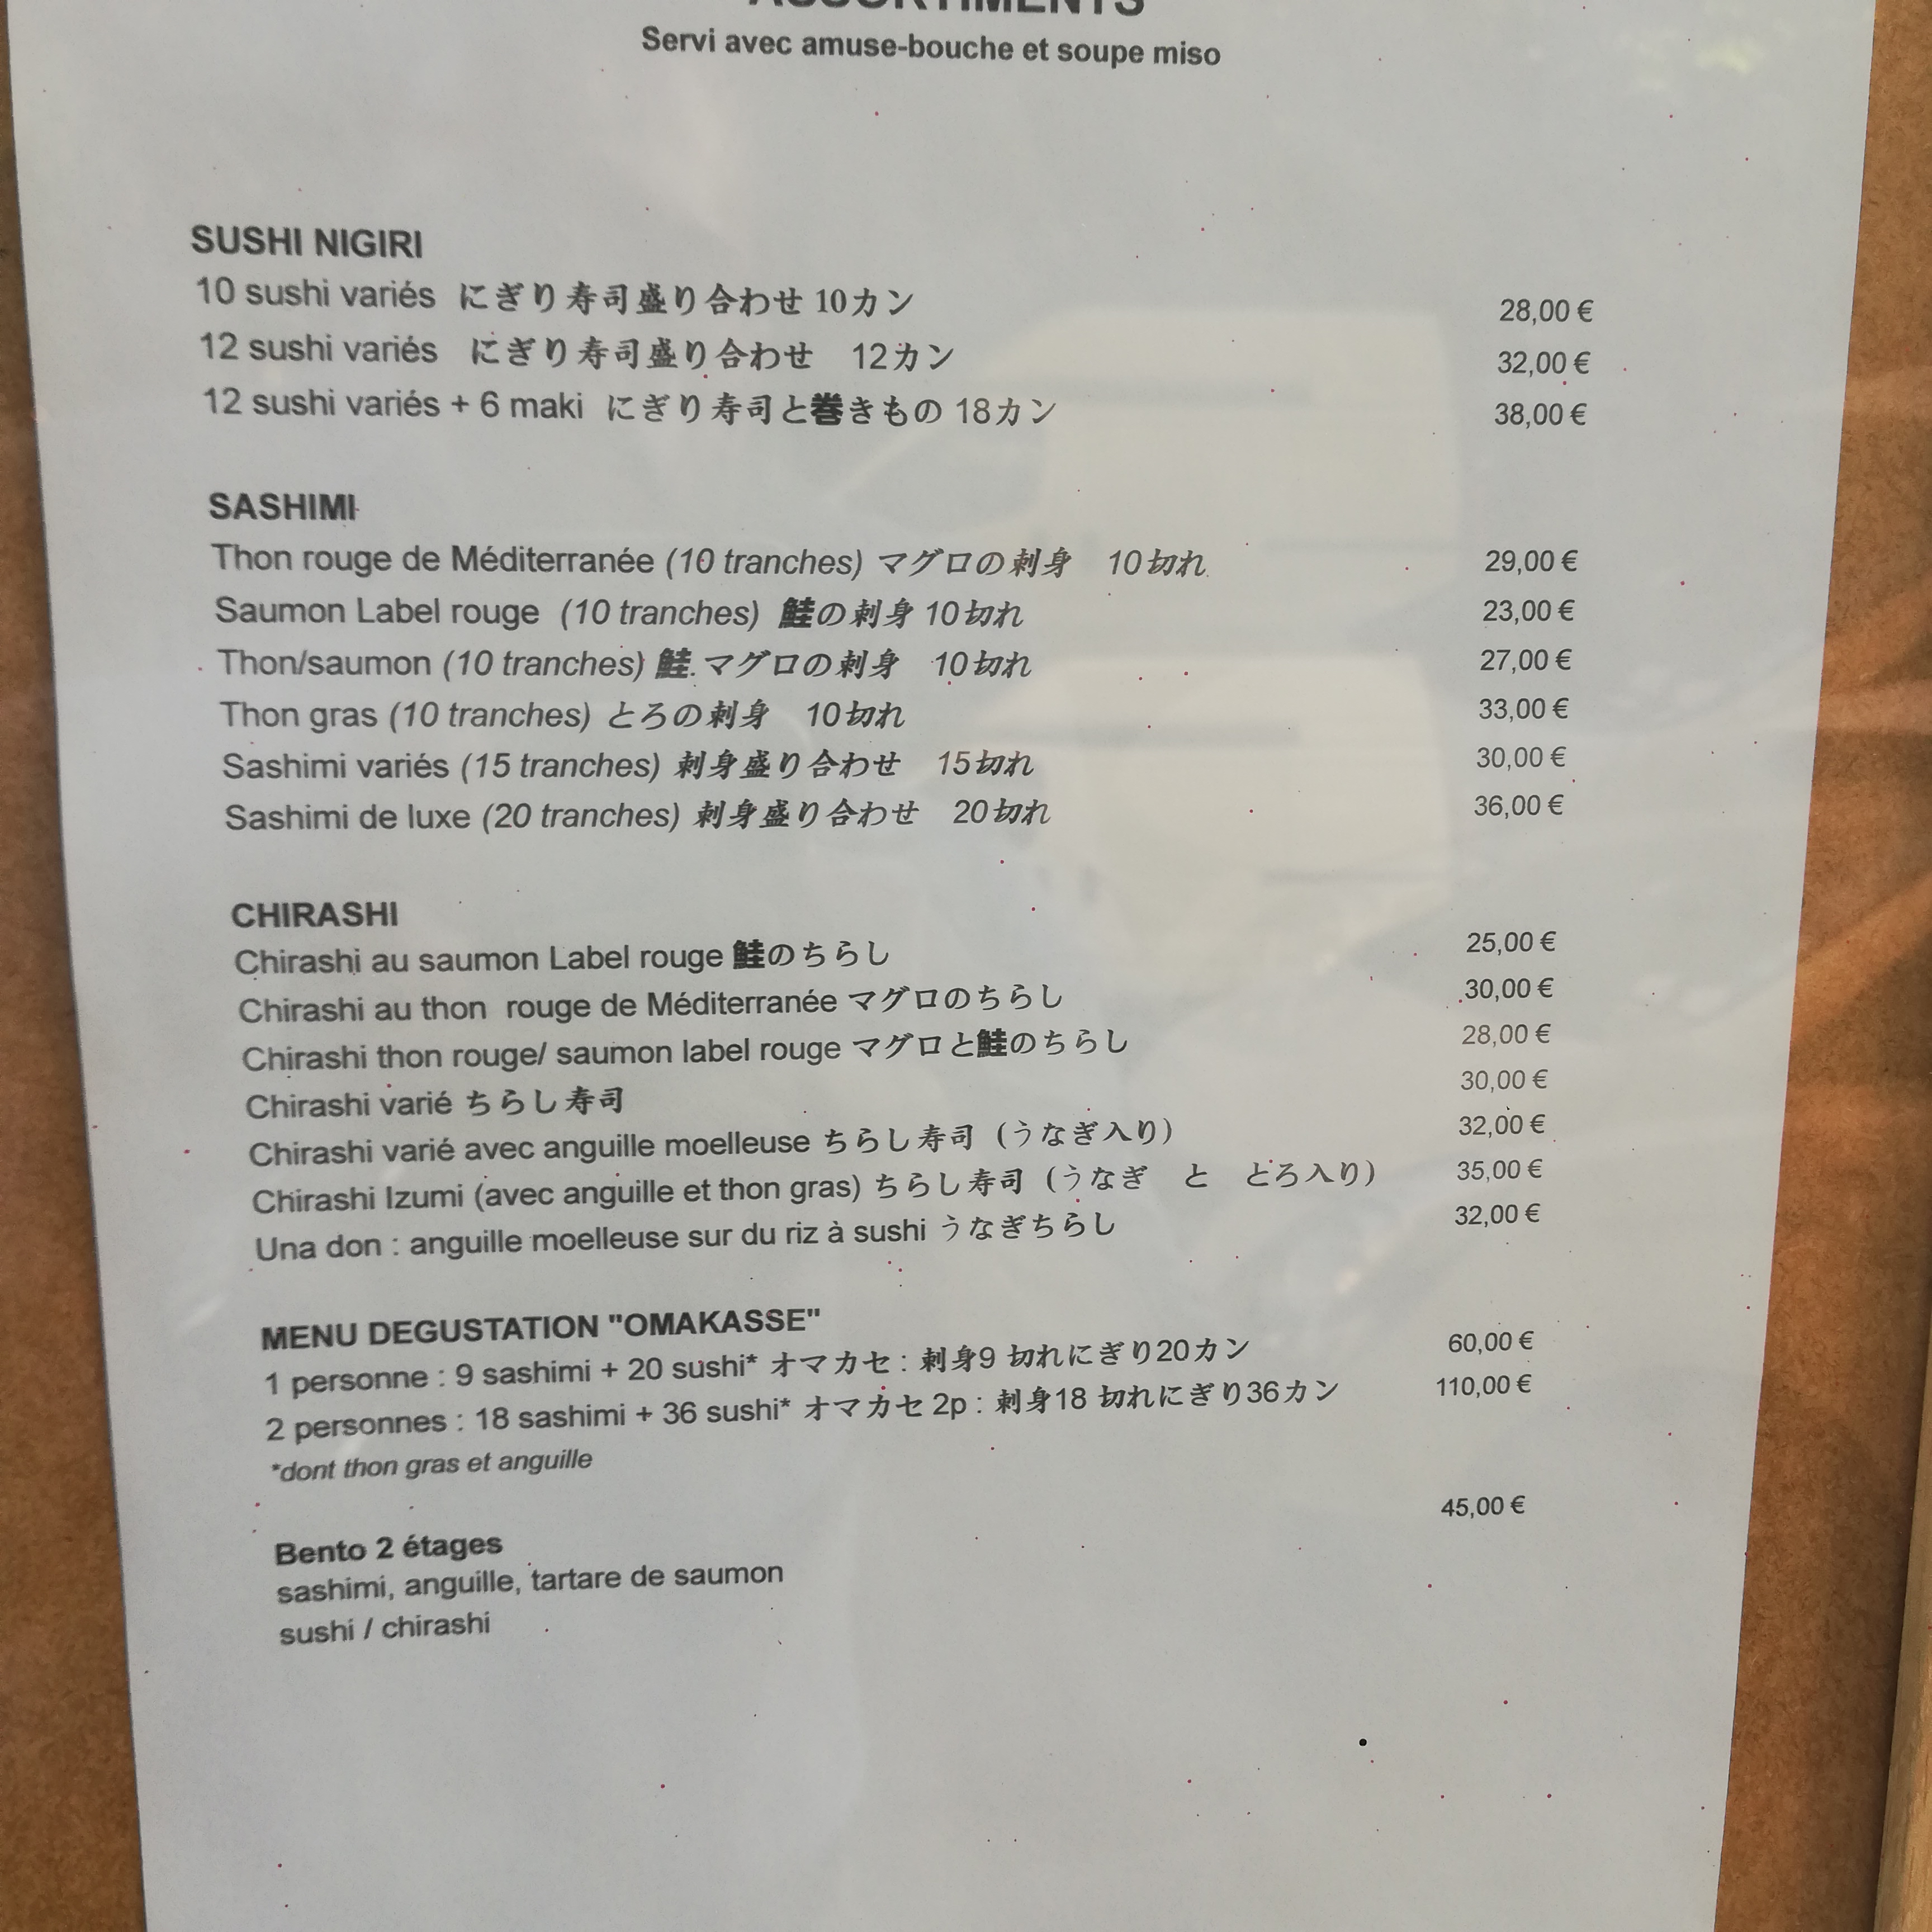 ASSORTIMENTS
Servi avec amuse-bouche et soupe miso
SUSHI NIGIRI
10 sushi variés にぎり寿司盛り合わせ 10カン 28,00 €
12 sushi variés にぎり寿司盛り合わせ 12カン 32,00 €
12 sushi variés + 6 maki にぎり寿司と巻きもの 18カン 38,00 €
SASHIMI
Thon rouge de Méditerranée (10 tranches) マグロの刺身 10切れ 29,00 €
Saumon Label rouge (10 tranches) 鮭の刺身 10切れ 23,00 €
Thon/saumon (10 tranches) 鮭.マグロの刺身 10切れ 27,00 €
Thon gras (10 tranches) とろの刺身 10切れ 33,00 €
Sashimi variés (15 tranches) 刺身盛り合わせ 15切れ 30,00 €
Sashimi de luxe (20 tranches) 刺身盛り合わせ 20切れ 36,00 €
CHIRASHI
Chirashi au saumon Label rouge 鮭のちらし 25,00 €
Chirashi au thon rouge de Méditerranée マグロのちらし 30,00 €
Chirashi thon rouge/ saumon label rouge マグロと鮭のちらし 28,00 €
Chirashi varié ちらし寿司 30,00 €
Chirashi varié avec anguille moelleuse ちらし寿司（うなぎ入り） 32,00 €
Chirashi Izumi (avec anguille et thon gras) ちらし寿司（うなぎ と とろ入り） 35,00 €
Una don : anguille moelleuse sur du riz à sushi うなぎちらし 32,00 €
MENU DEGUSTATION "OMAKASSE"
1 personne : 9 sashimi + 20 sushi* オマカセ : 刺身9 切れにぎり20カン 60,00 €
2 personnes : 18 sashimi + 36 sushi* オマカセ 2p : 刺身18 切れにぎり36カン 110,00 €
*dont thon gras et anguille
Bento 2 étages 45,00 €
sashimi, anguille, tartare de saumon
sushi / chirashi